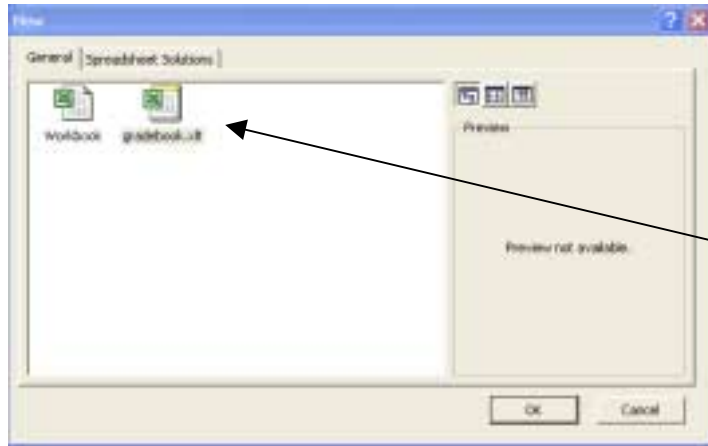 New
General Spreadsheet Solutions
Workbook gradebook.xlt
Preview
Preview not available.
OK Cancel